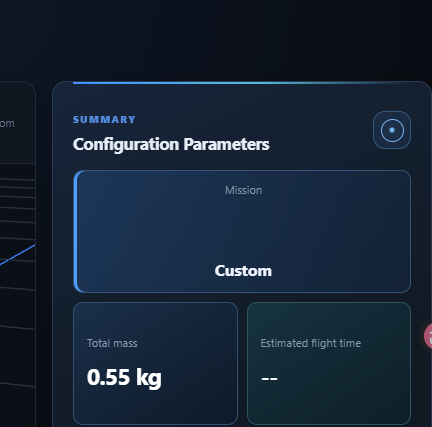 SUMMARY
Configuration Parameters
Mission
Custom
Total mass
0.55 kg
Estimated flight time
--